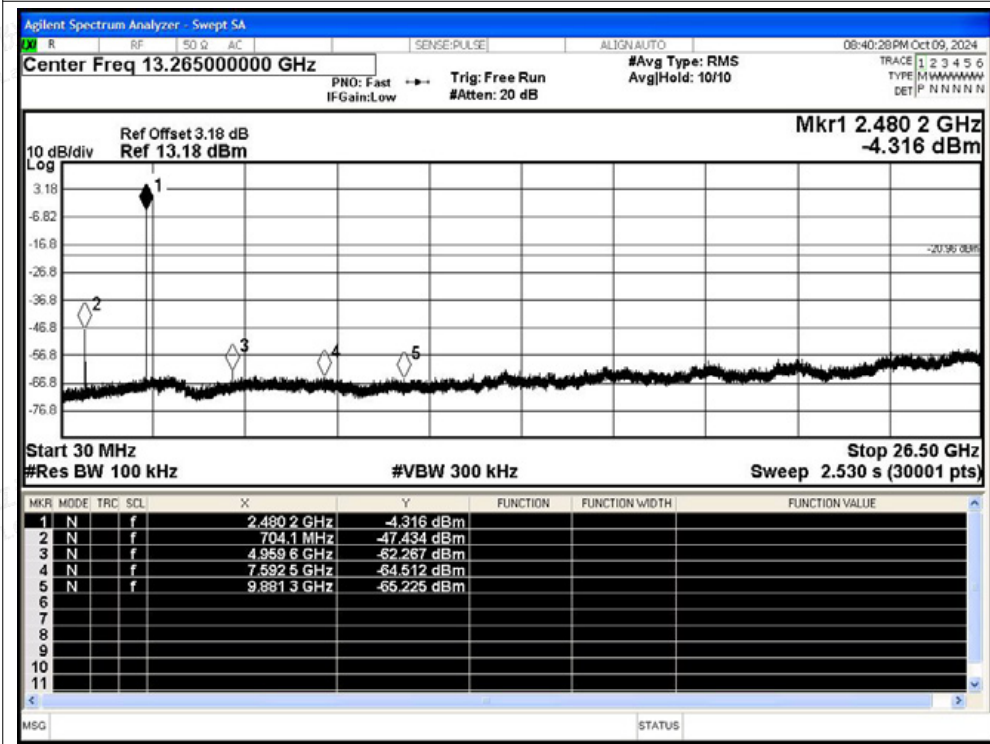 Agilent Spectrum Analyzer - Swept SA
LXI R RF 50 Ω AC SENSE:PULSE ALIGN AUTO 08:40:28 PM Oct 09, 2024
Center Freq 13.265000000 GHz #Avg Type: RMS TRACE 1 2 3 4 5 6
PNO: Fast Trig: Free Run Avg|Hold: 10/10 TYPE M W W W W W
IFGain:Low #Atten: 20 dB DET P N N N N N
Mkr1 2.480 2 GHz
Ref Offset 3.18 dB
10 dB/div Ref 13.18 dBm -4.316 dBm
Log
1
3.18
-6.82
-16.8
-20.96 dBm
-26.8
-36.8
2
-46.8
3 4 5
-56.8
-66.8
-76.8
Start 30 MHz Stop 26.50 GHz
#Res BW 100 kHz #VBW 300 kHz Sweep 2.530 s (30001 pts)
MKR MODE TRC SCL X Y FUNCTION FUNCTION WIDTH FUNCTION VALUE
1 N f 2.480 2 GHz -4.316 dBm
2 N f 704.1 MHz -47.434 dBm
3 N f 4.959 6 GHz -62.267 dBm
4 N f 7.592 5 GHz -64.512 dBm
5 N f 9.881 3 GHz -65.225 dBm
6
7
8
9
10
11
MSG STATUS